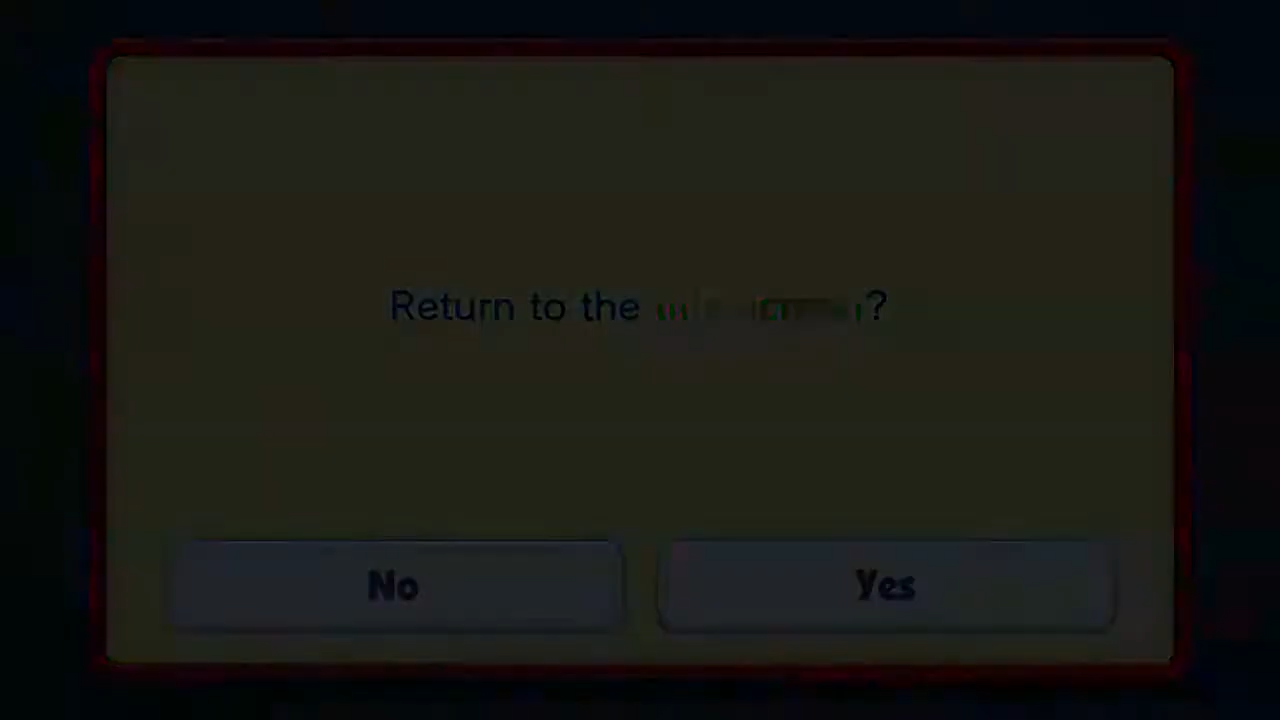 Return to the ?
No
Yes